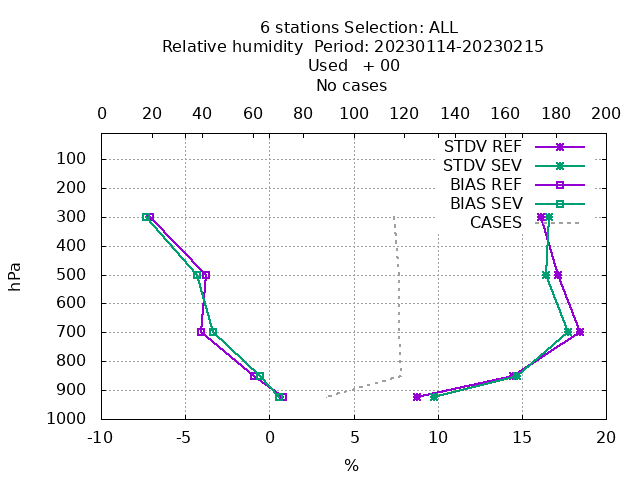 6 stations Selection: ALL
Relative humidity  Period: 20230114-20230215
Used   + 00
No cases
0 20 40 60 72 80 100 120 140 160 180 200
STDV REF
STDV SEV
BIAS REF
BIAS SEV
CASES
100
200
300
400
500
600
700
800
900
1000
hPa
-10 -5 0 5 10 15 20
%